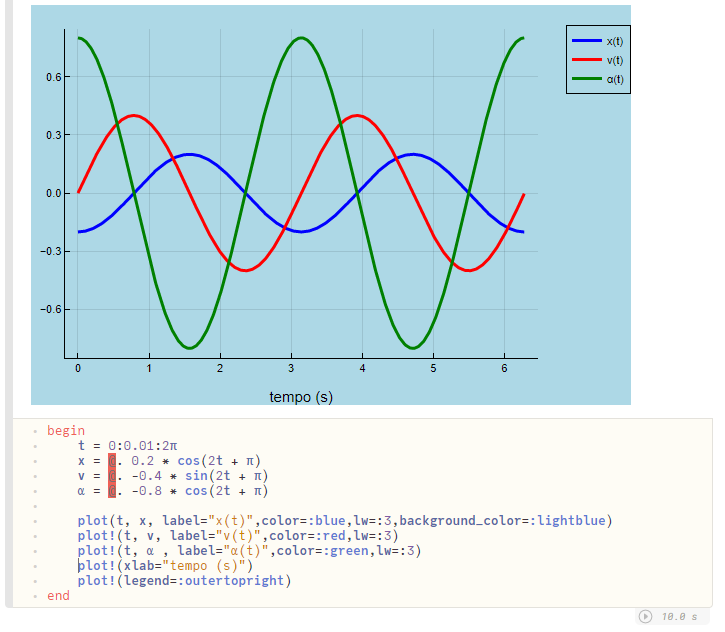 x(t)
v(t)
α(t)
0.6
0.3
0.0
−0.3
−0.6
0 1 2 3 4 5 6
tempo (s)
begin
t = 0:0.01:2π
x = @. 0.2 * cos(2t + π)
v = @. -0.4 * sin(2t + π)
α = @. -0.8 * cos(2t + π)
plot(t, x, label="x(t)",color=:blue,lw=:3,background_color=:lightblue)
plot!(t, v, label="v(t)",color=:red,lw=:3)
plot!(t, α , label="α(t)",color=:green,lw=:3)
plot!(xlab="tempo (s)")
plot!(legend=:outertopright)
end
10.0 s